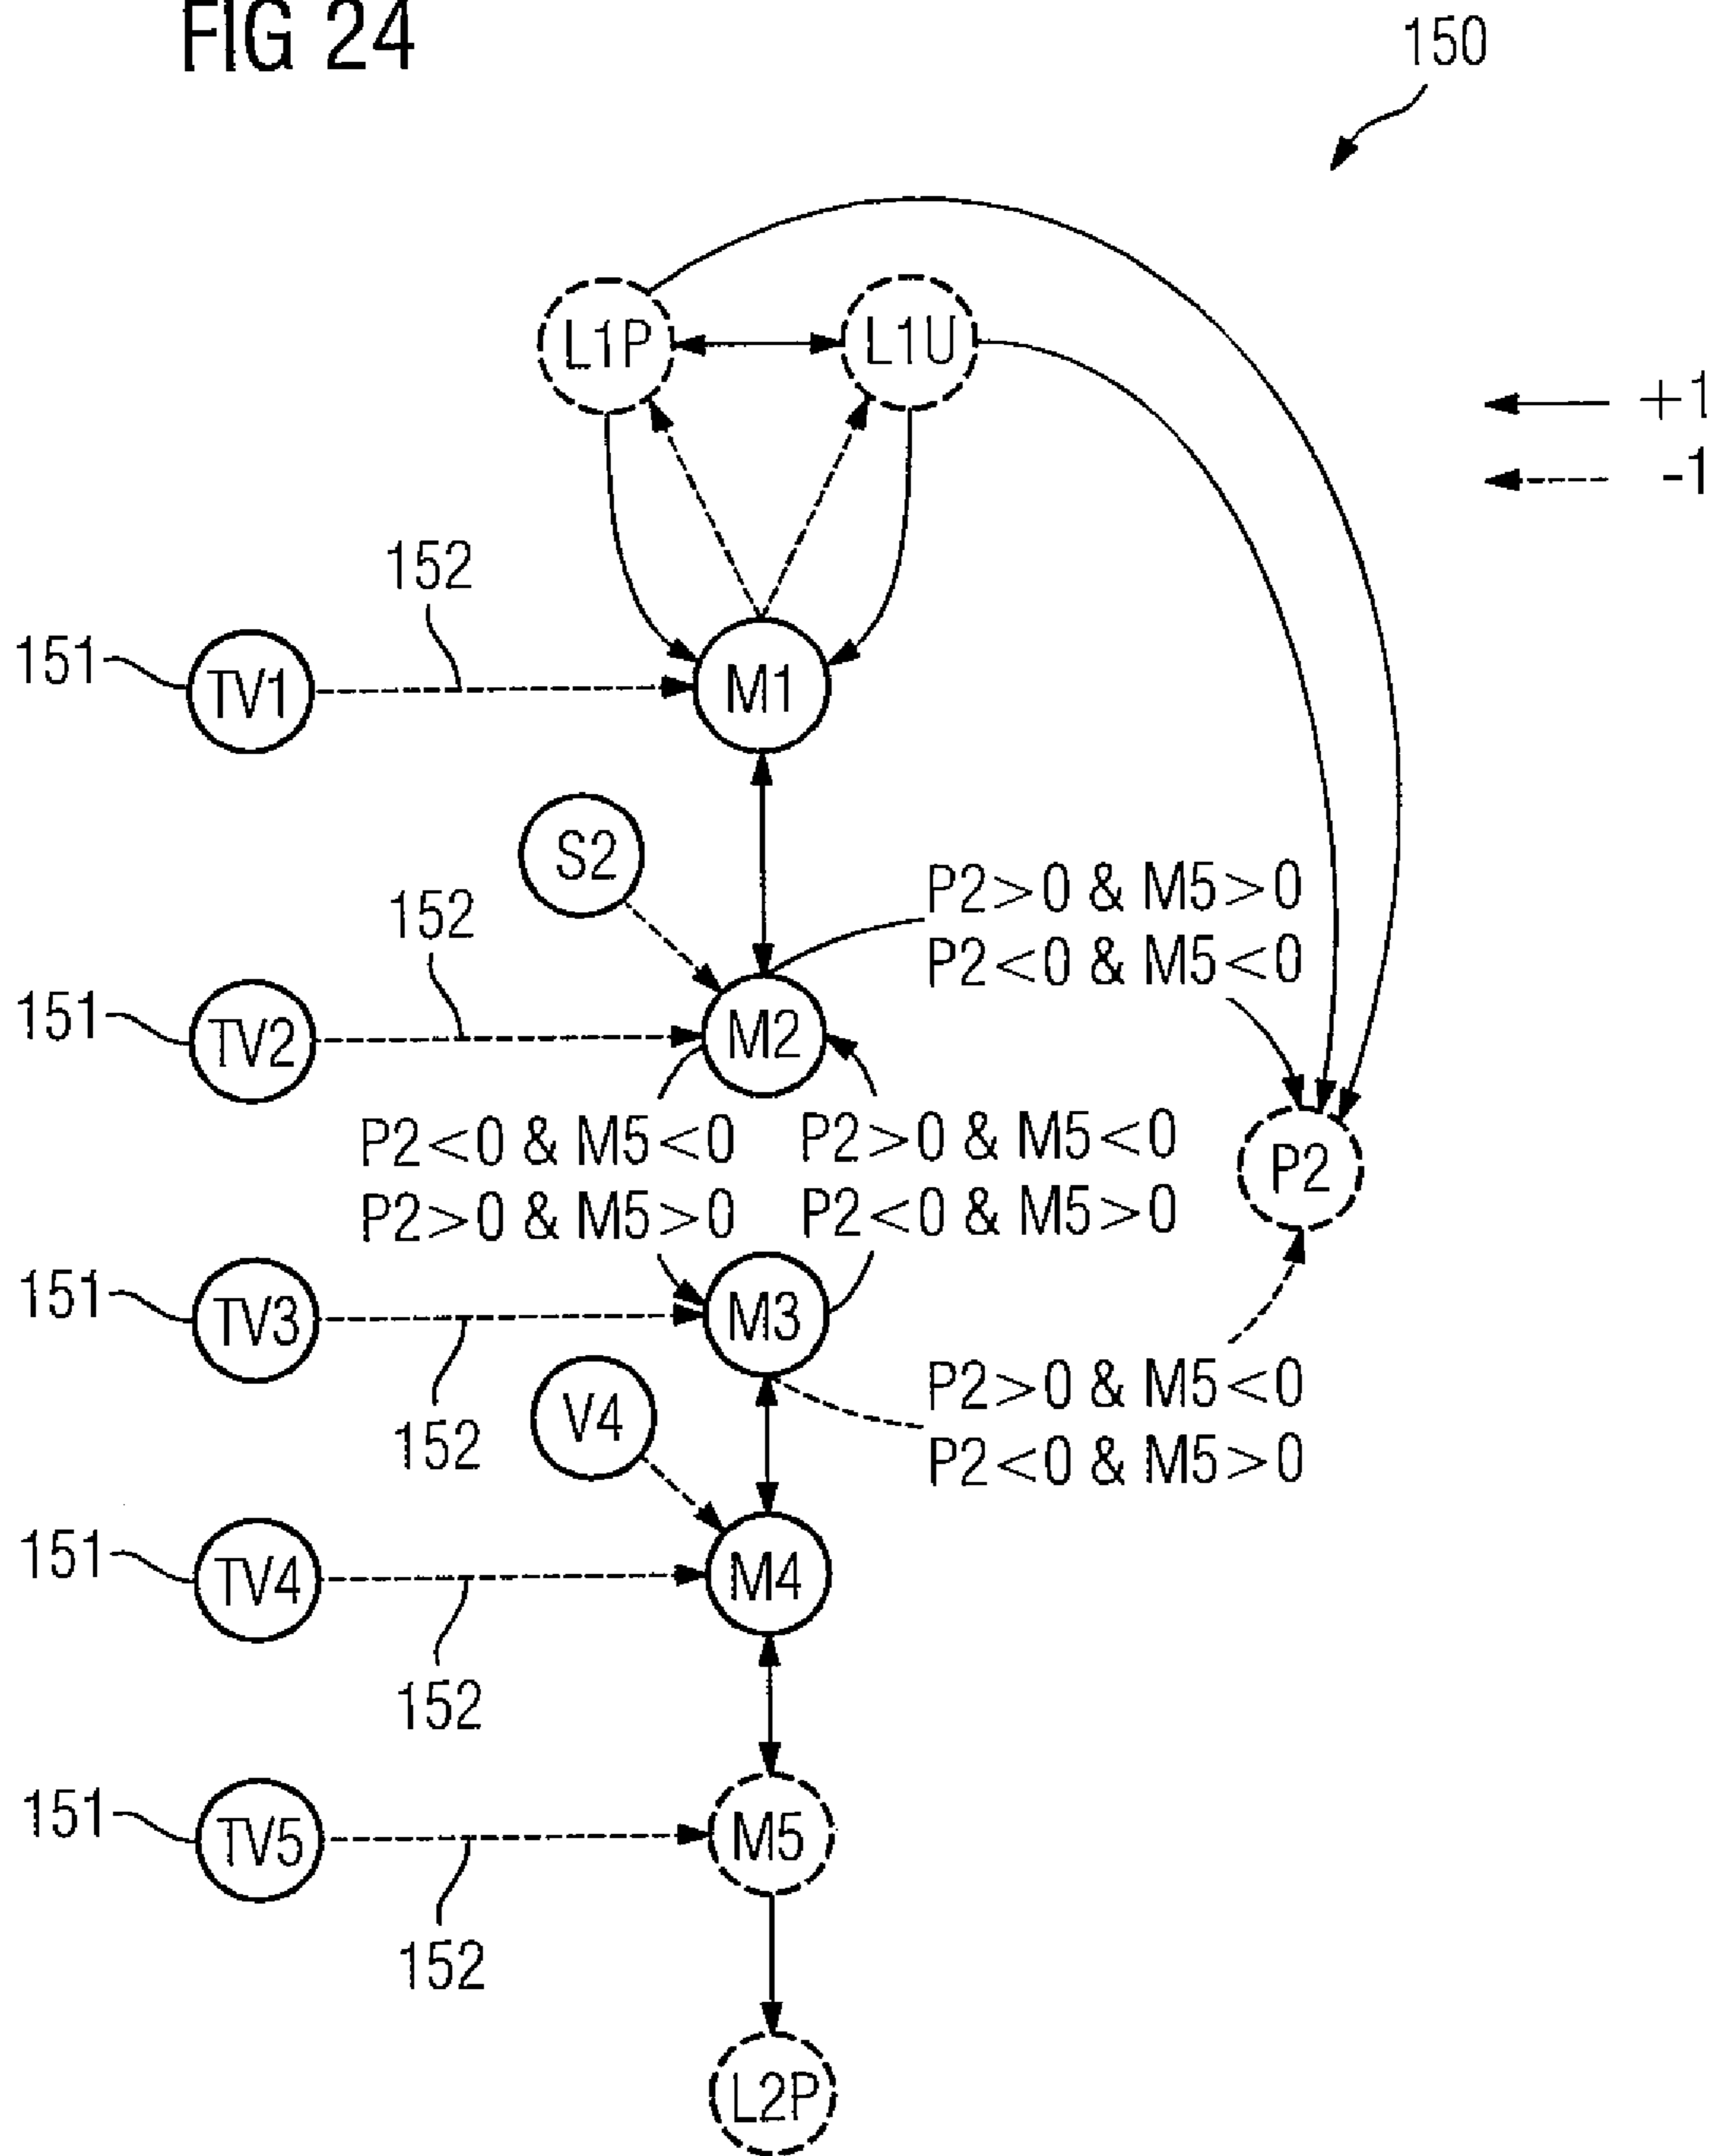 FIG 24
150
L1P
L1U
+1
-1
152
151
TV1
M1
S2
P2>0 & M5>0
P2<0 & M5<0
152
151
TV2
M2
P2<0 & M5<0
P2>0 & M5>0
P2>0 & M5<0
P2<0 & M5>0
P2
151
TV3
M3
152
V4
P2>0 & M5<0
P2<0 & M5>0
151
TV4
M4
152
151
TV5
M5
152
L2P